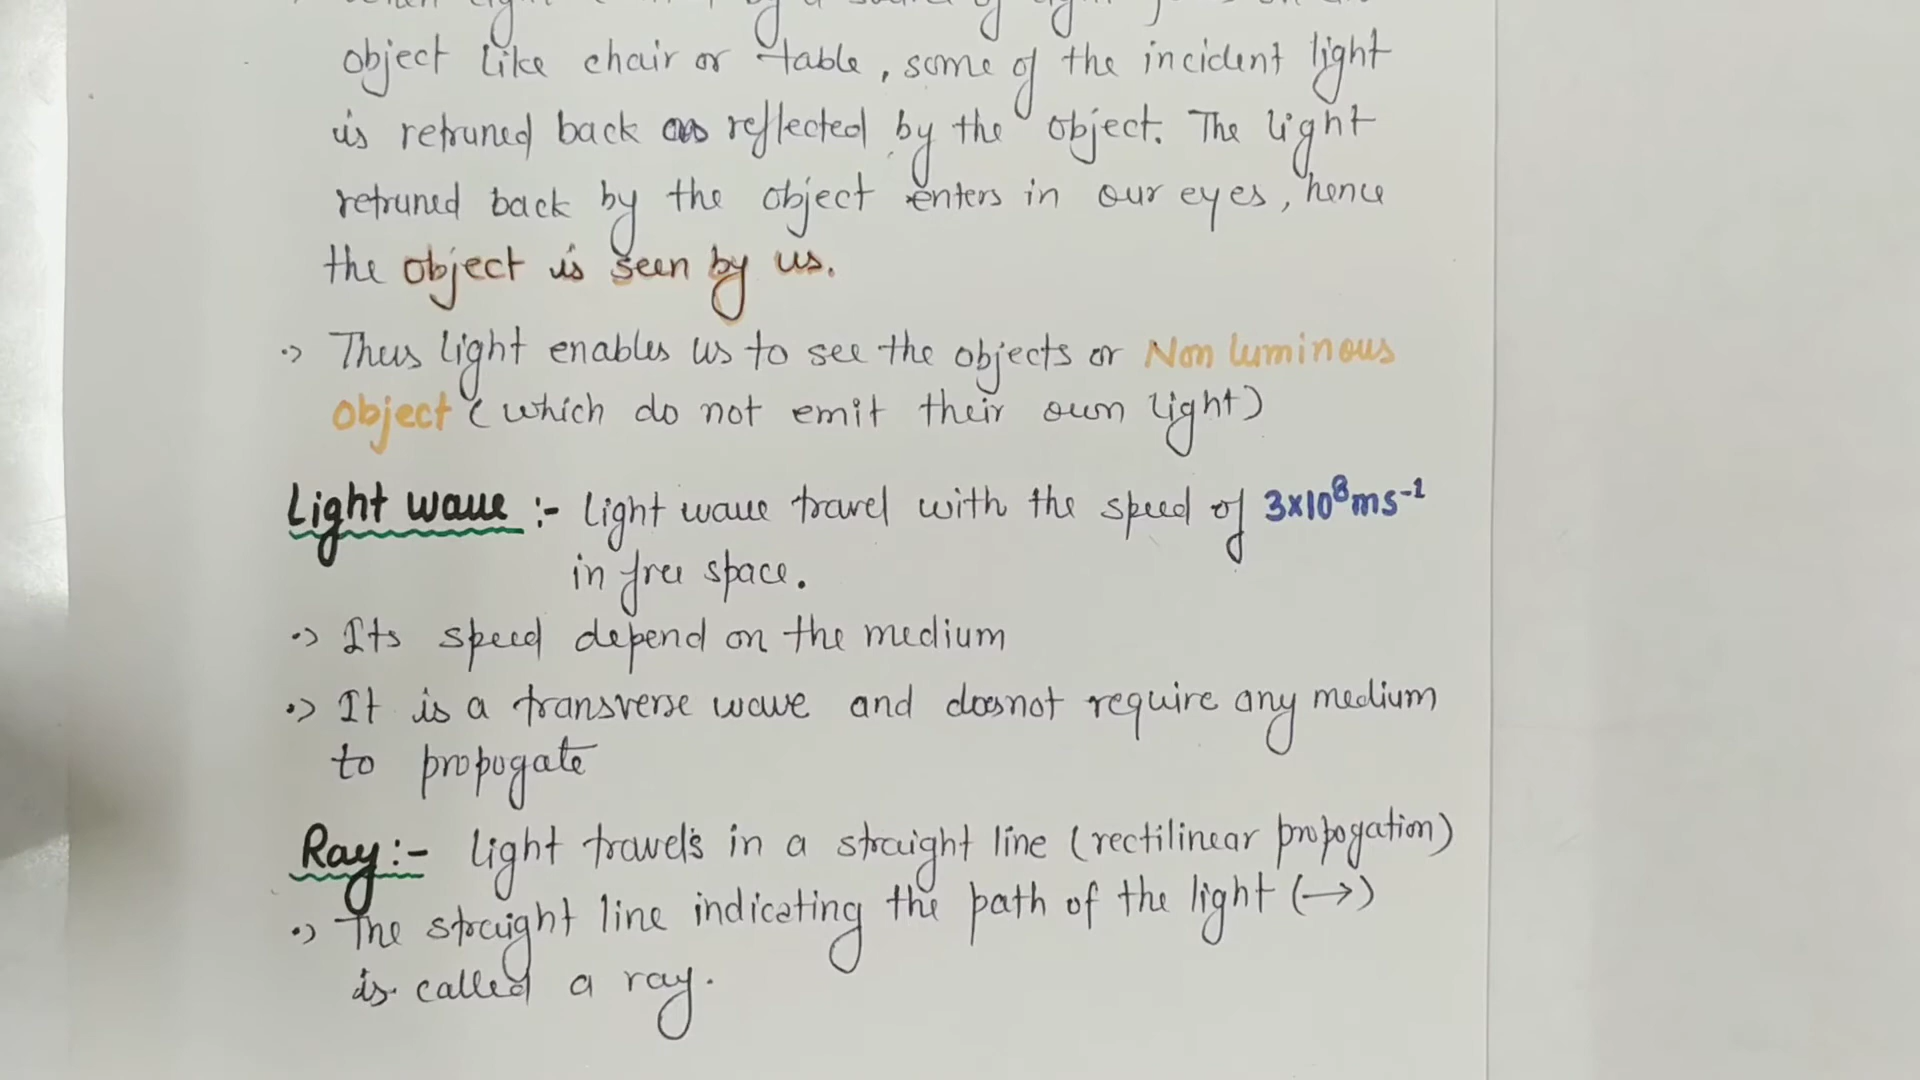 object like chair or table, some of the incident light
is retruned back as reflected by the object. The light
retruned back by the object enters in our eyes, hence
the object is seen by us.
·> Thus light enables us to see the objects or Non luminous
object (which do not emit their own light)
Light wave :- light wave travel with the speed of 3x10⁸ms⁻¹
in free space.
·> Its speed depend on the medium
·> It is a transverse wave and doesnot require any medium
to propogate
Ray :- light travels in a straight line (rectilinear propogation)
·> The straight line indicating the path of the light (→)
is called a ray.